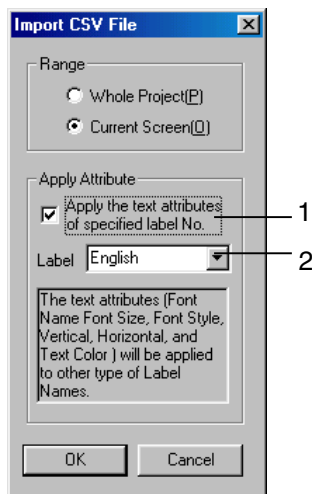 Import CSV File
Range
Whole Project(P)
Current Screen(O)
Apply Attribute
Apply the text attributes
of specified label No.
1
Label English
2
The text attributes (Font
Name Font Size, Font Style,
Vertical, Horizontal, and
Text Color ) will be applied
to other type of Label
Names.
OK Cancel